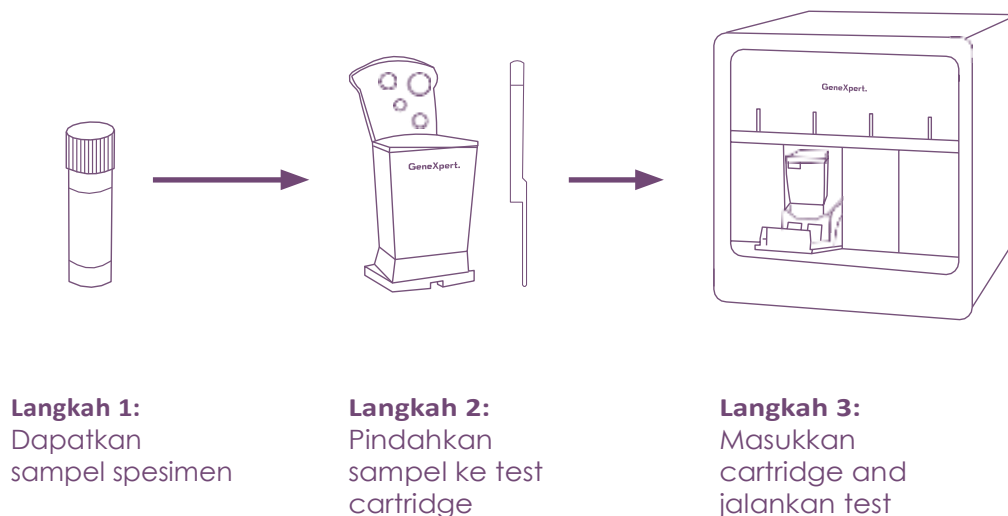 GeneXpert.
GeneXpert.
Langkah 1:
Dapatkan
sampel spesimen
Langkah 2:
Pindahkan
sampel ke test
cartridge
Langkah 3:
Masukkan
cartridge and
jalankan test